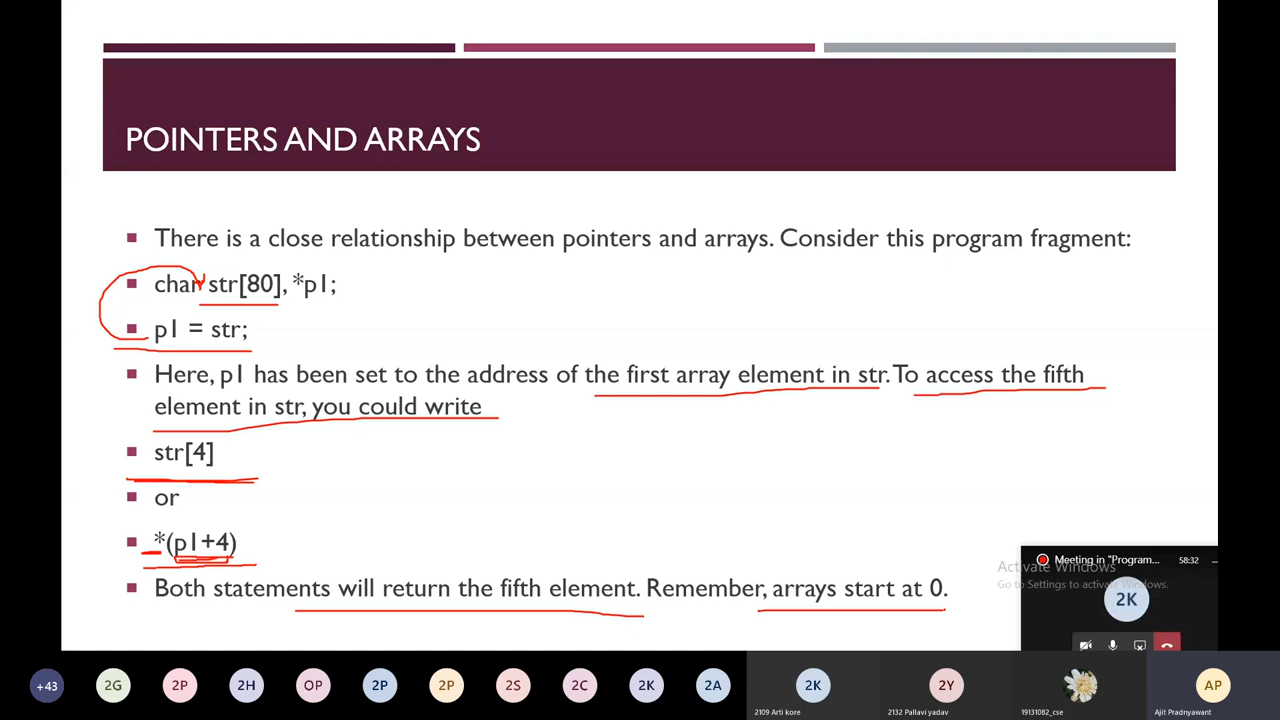 POINTERS AND ARRAYS
There is a close relationship between pointers and arrays. Consider this program fragment:
char str[80], *p1;
p1 = str;
Here, p1 has been set to the address of the first array element in str. To access the fifth
element in str, you could write
str[4]
or
*(p1+4)
Both statements will return the fifth element. Remember, arrays start at 0.
Meeting in "Program... 58:32
Activate Windows
Go to Settings to activate Windows.
2K
+43 2G 2P 2H OP 2P 2P 2S 2C 2K 2A 2K 2Y AP
2109 Arti kore 2132 Pallavi yadav 19131082_cse Ajit Pradnyawant